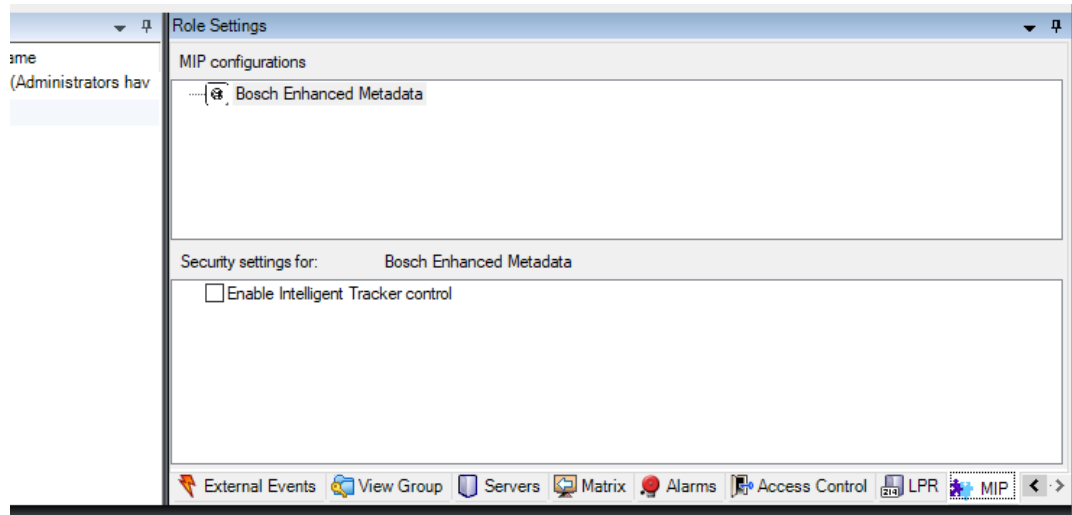 Role Settings
ame
MIP configurations
(Administrators hav
Bosch Enhanced Metadata
Security settings for: Bosch Enhanced Metadata
Enable Intelligent Tracker control
External Events View Group Servers Matrix Alarms Access Control LPR MIP